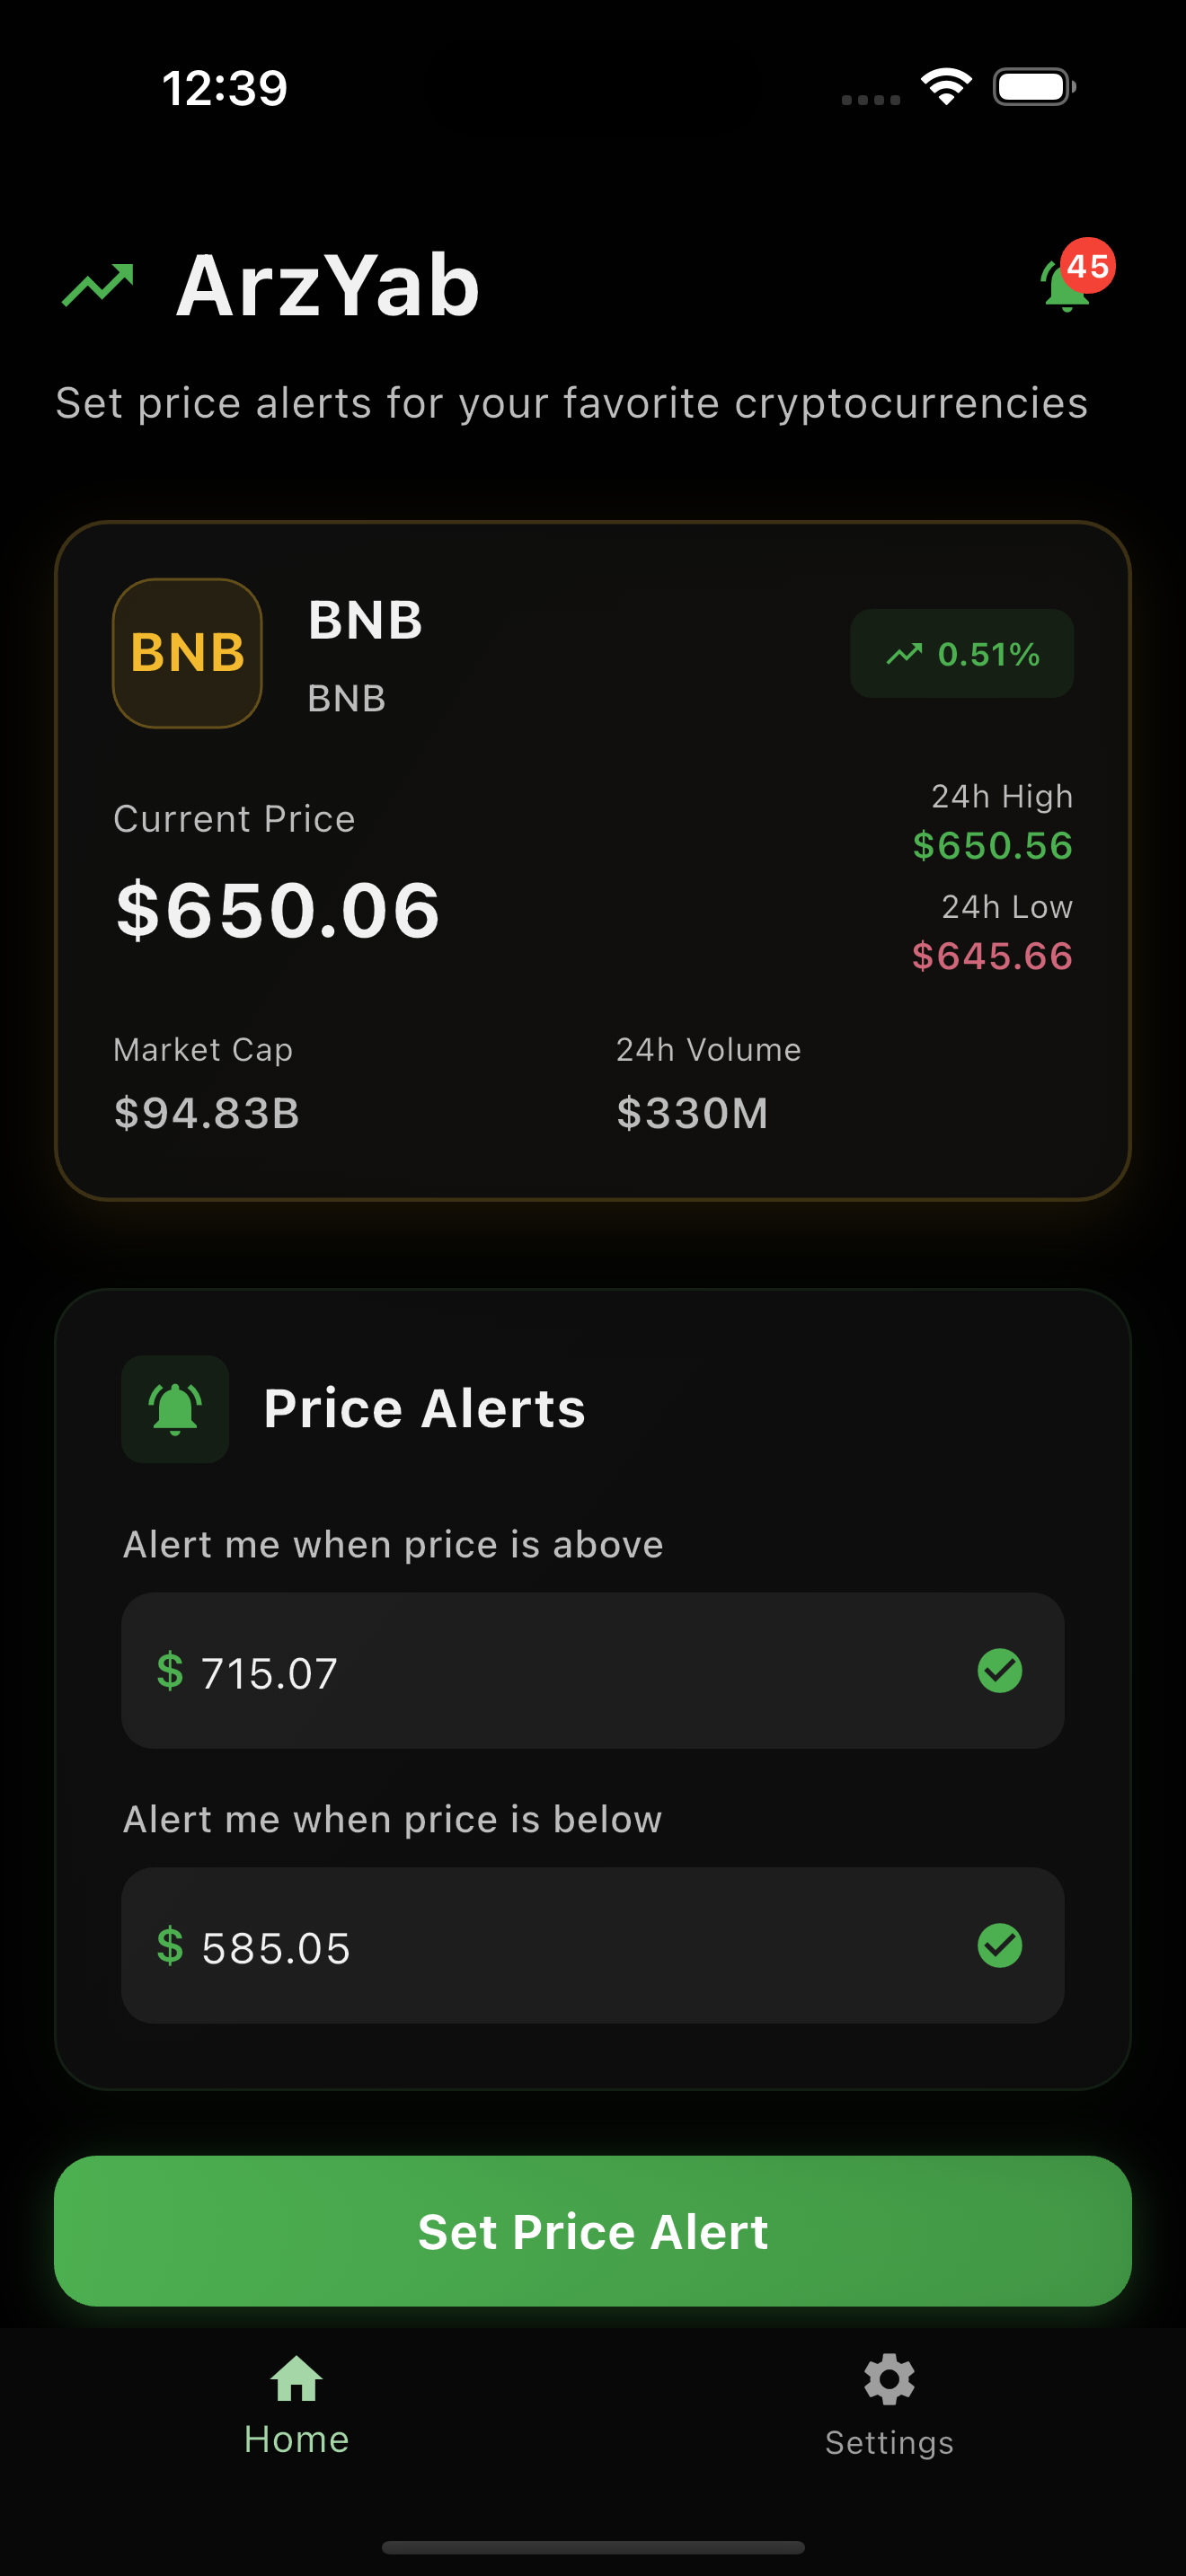 12:39
ArzYab
45
Set price alerts for your favorite cryptocurrencies
BNB
BNB
BNB
0.51%
Current Price
$650.06
24h High
$650.56
24h Low
$645.66
Market Cap
$94.83B
24h Volume
$330M
Price Alerts
Alert me when price is above
$ 715.07
Alert me when price is below
$ 585.05
Set Price Alert
Home
Settings